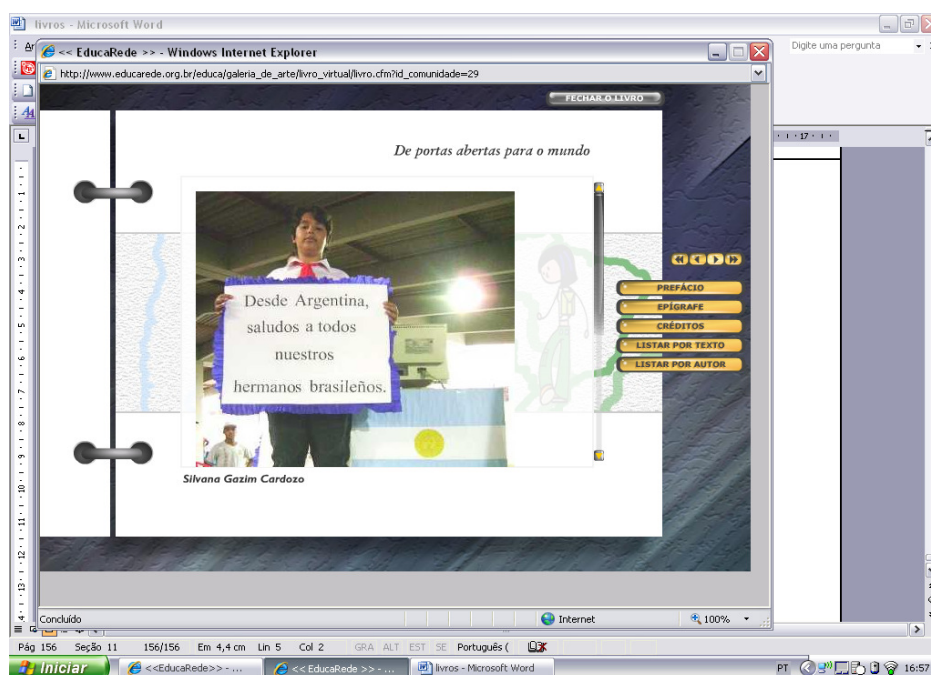 livros - Microsoft Word
Digite uma pergunta
<< EducaRede >> - Windows Internet Explorer
http://www.educarede.org.br/educa/galeria_de_arte/livro_virtual/livro.cfm?id_comunidade=29
FECHAR O LIVRO
De portas abertas para o mundo
Desde Argentina,
saludos a todos
nuestros
hermanos brasileños.
PREFÁCIO
EPÍGRAFE
CRÉDITOS
LISTAR POR TEXTO
LISTAR POR AUTOR
Silvana Gazim Cardozo
Concluído
Internet
100%
Pág 156 Seção 11 156/156 Em 4,4 cm Lin 5 Col 2 GRA ALT EST SE Português (
Iniciar
<<EducaRede>> - ...
<< EducaRede >> - ...
livros - Microsoft Word
PT
16:57